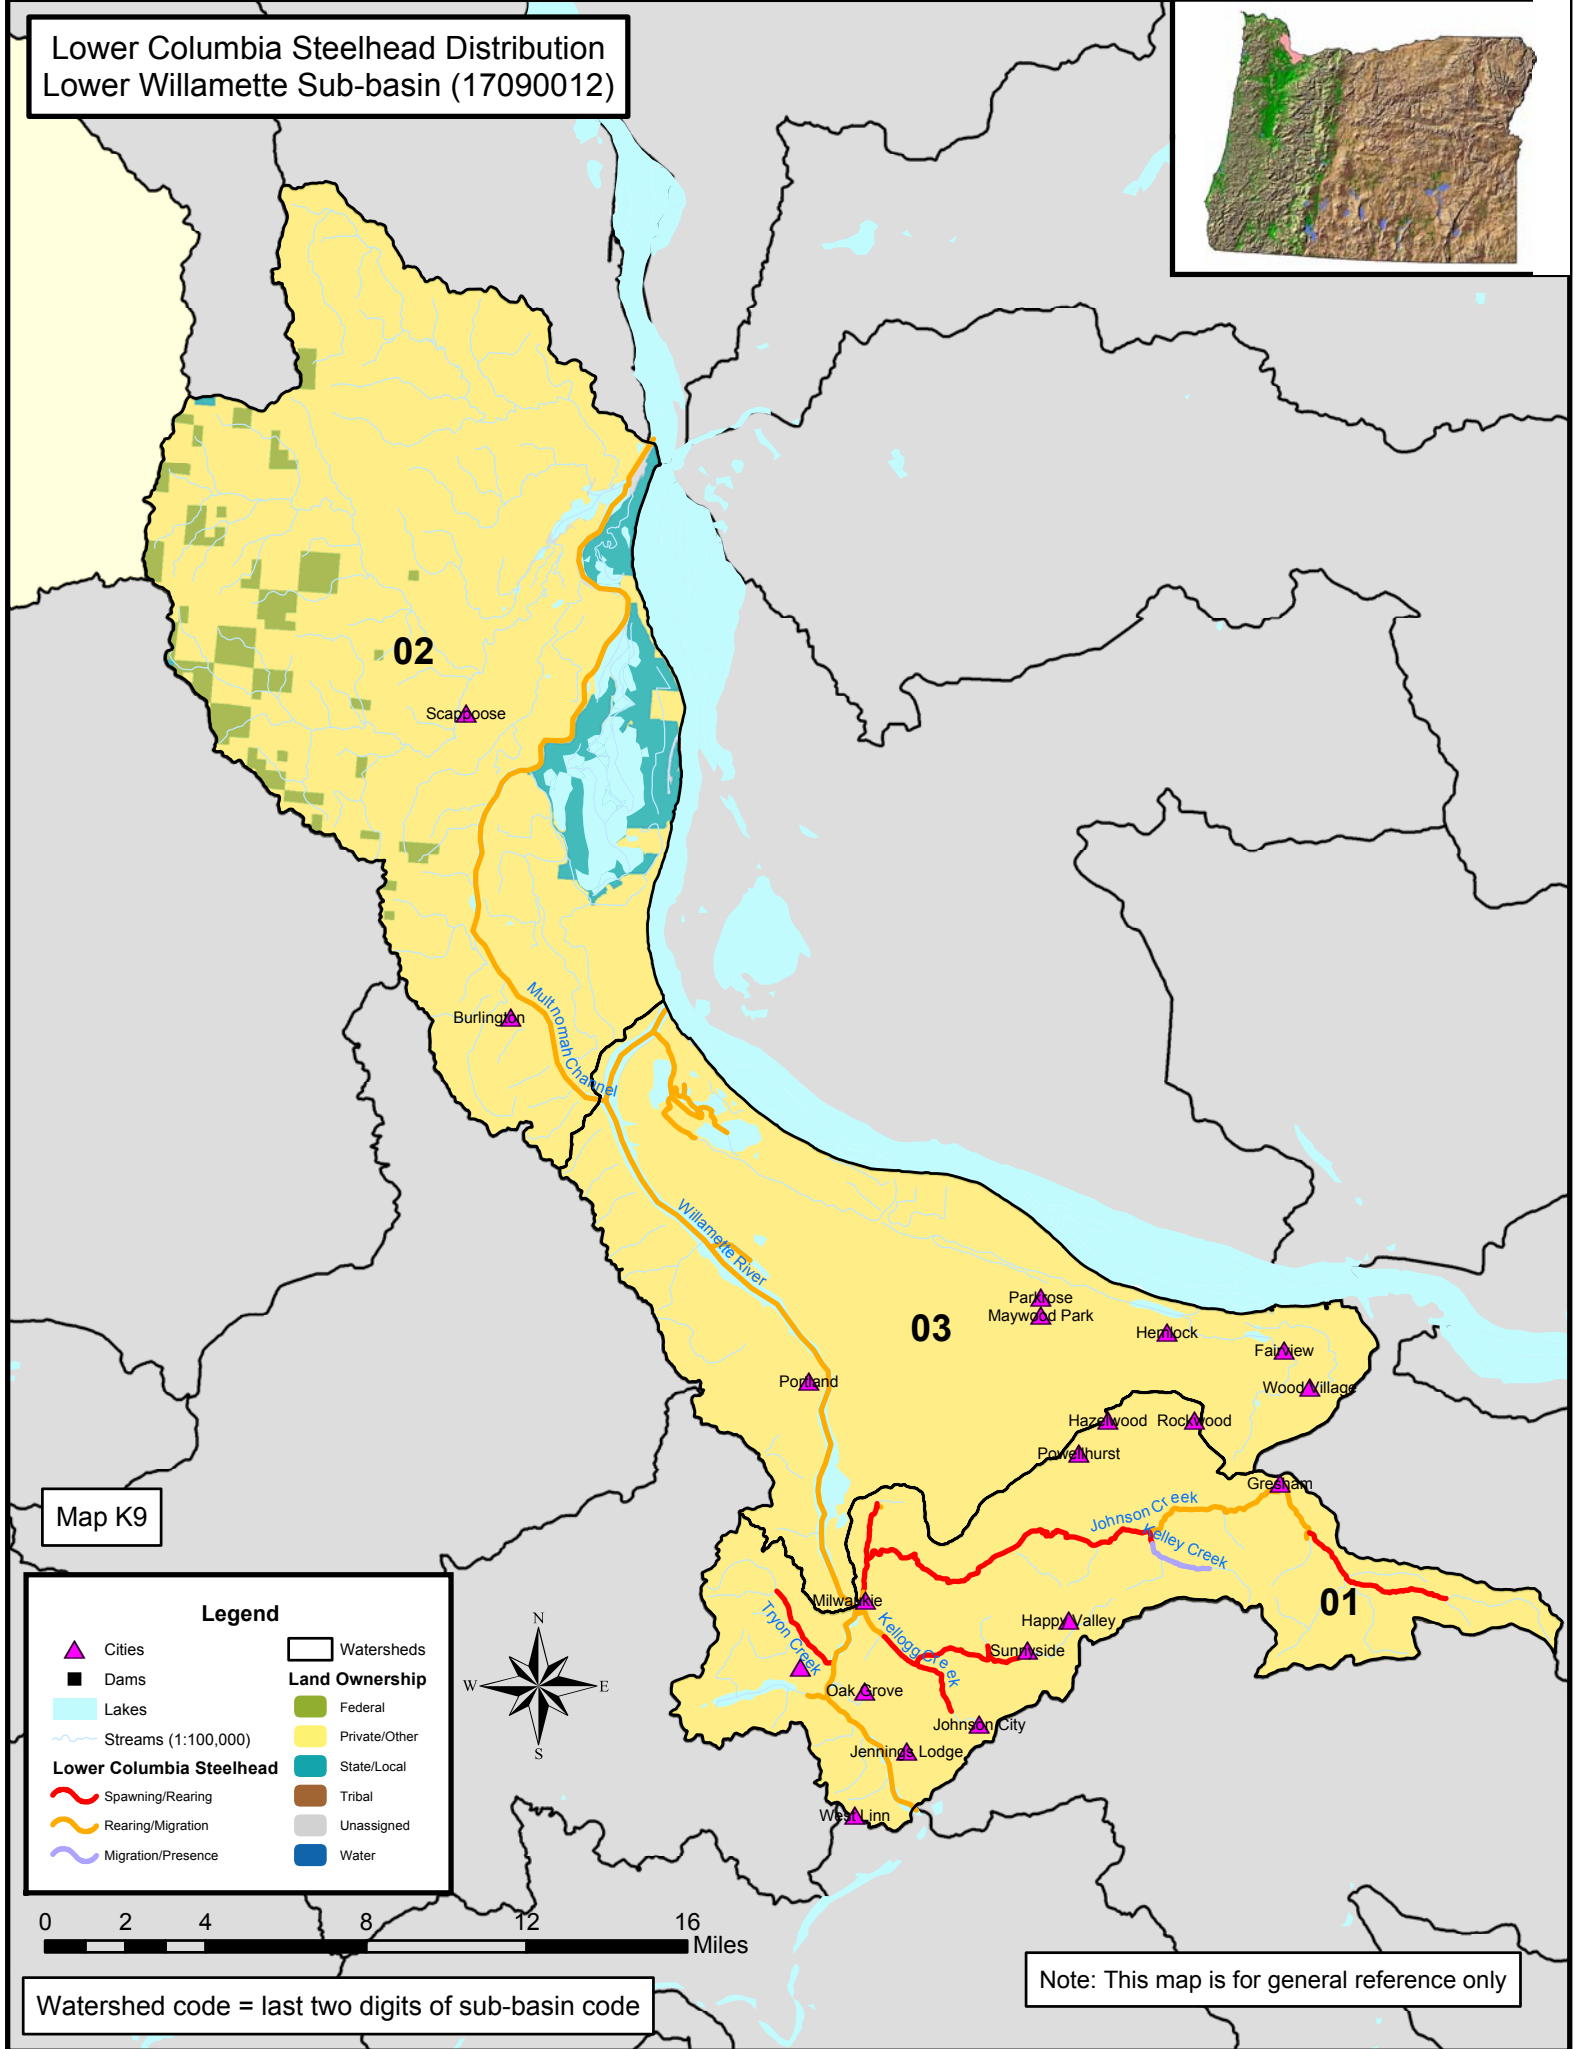 Lower Columbia Steelhead Distribution
Lower Willamette Sub-basin (17090012)
02
Scappoose
Burlington
Multnomah Channel
Willamette River
03
Parkrose
Maywood Park
Hemlock
Fairview
Wood Village
Portland
Hazelwood
Rockwood
Powellhurst
Gresham
Johnson Creek
Kelley Creek
01
Milwaukie
Tryon Creek
Kellogg Creek
Happy Valley
Sunnyside
Oak Grove
Johnson City
Jennings Lodge
West Linn
Map K9
Legend
Cities
Dams
Lakes
Streams (1:100,000)
Lower Columbia Steelhead
Spawning/Rearing
Rearing/Migration
Migration/Presence
Watersheds
Land Ownership
Federal
Private/Other
State/Local
Tribal
Unassigned
Water
N
W
E
S
0 2 4 8 12 16
Miles
Watershed code = last two digits of sub-basin code
Note: This map is for general reference only